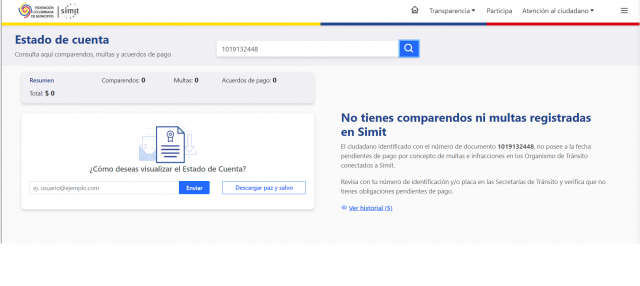 FEDERACIÓN
COLOMBIANA
DE MUNICIPIOS
simit
Transparencia
Participa
Atención al ciudadano
Estado de cuenta
Consulta aquí comparendos, multas y acuerdos de pago
1019132448
Resumen Comparendos: 0 Multas: 0 Acuerdos de pago: 0
Total: $ 0
¿Cómo deseas visualizar el Estado de Cuenta?
ej. usuario@ejemplo.com Enviar Descargar paz y salvo
No tienes comparendos ni multas registradas
en Simit
El ciudadano identificado con el número de documento 1019132448, no posee a la fecha
pendientes de pago por concepto de multas e infracciones en los Organismo de Tránsito
conectados a Simit.
Revisa con tu número de identificación y/o placa en las Secretarías de Tránsito y verifica que no
tienes obligaciones pendientes de pago.
Ver historial (5)